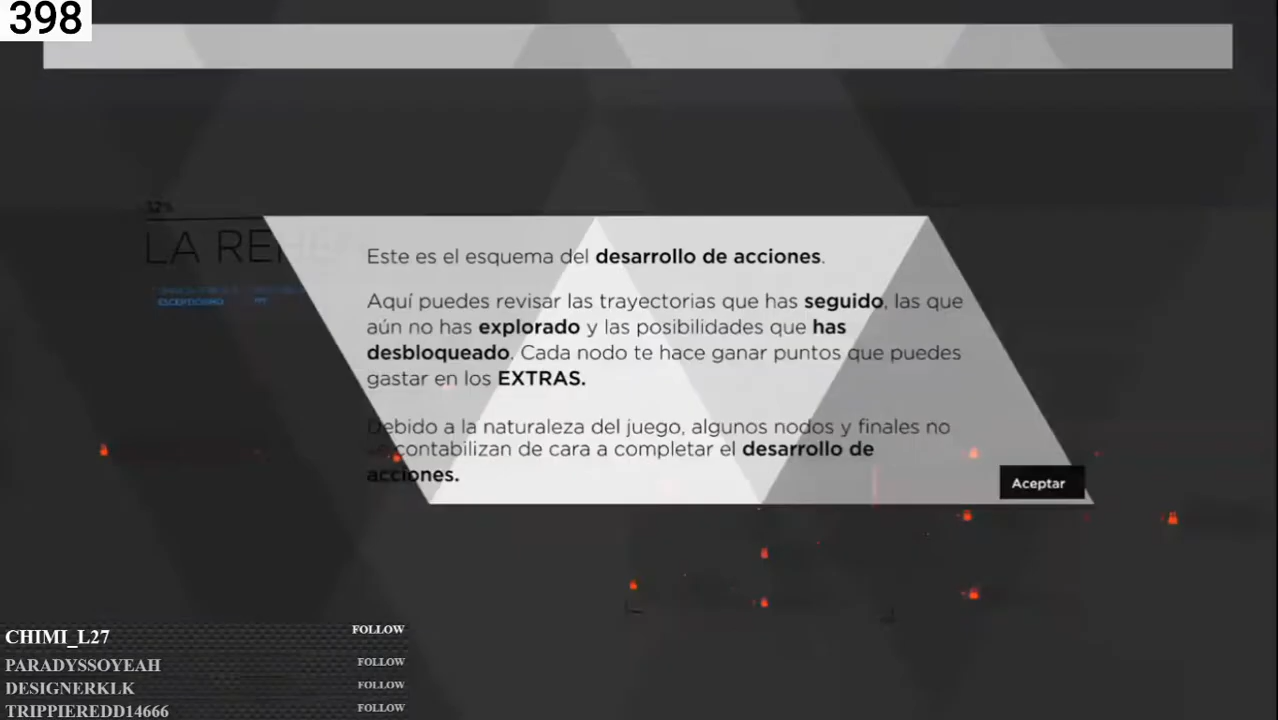 398
32%
LA REHE
ESCEPTICISMO
Este es el esquema del desarrollo de acciones.
Aquí puedes revisar las trayectorias que has seguido, las que
aún no has explorado y las posibilidades que has
desbloqueado. Cada nodo te hace ganar puntos que puedes
gastar en los EXTRAS.
Debido a la naturaleza del juego, algunos nodos y finales no
contabilizan de cara a completar el desarrollo de
acciones.
Aceptar
CHIMI_L27 FOLLOW
PARADYSSOYEAH FOLLOW
DESIGNERKLK FOLLOW
TRIPPIEREDD14666 FOLLOW